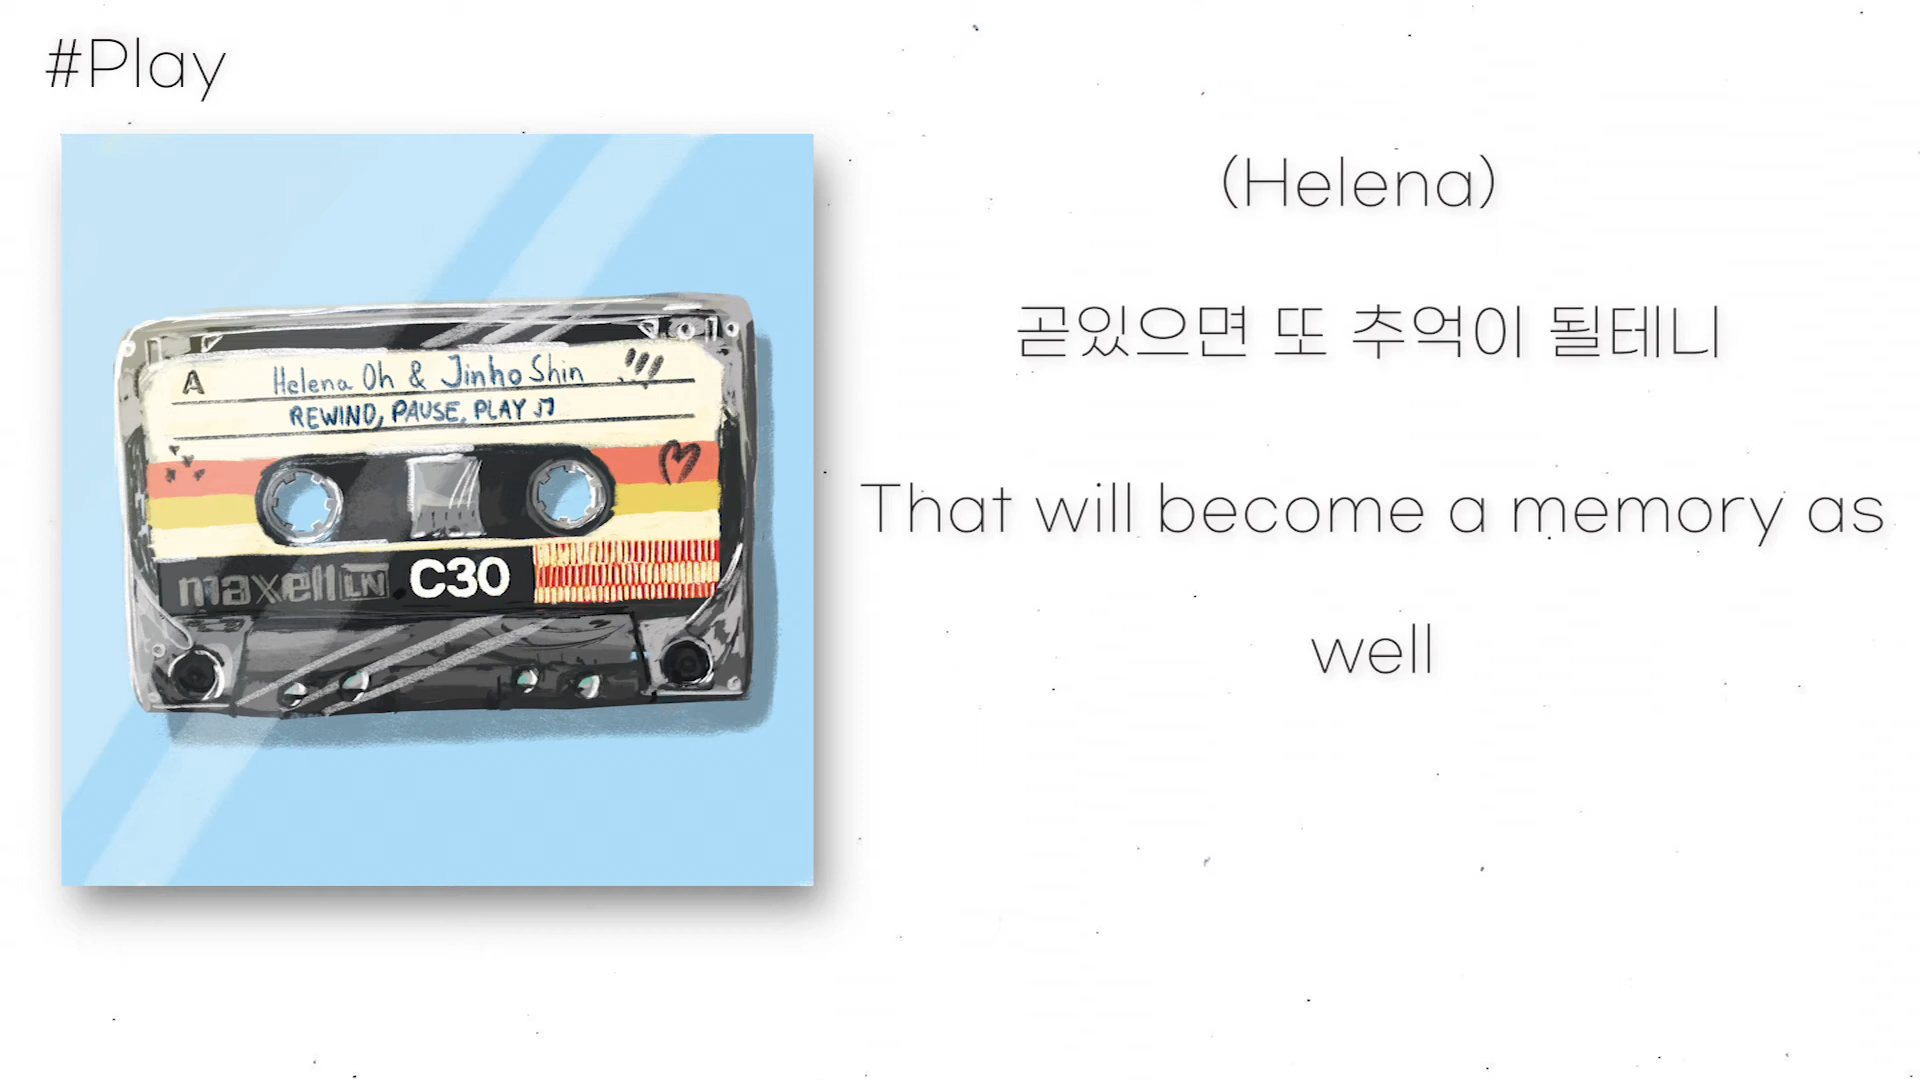 #Play
A Helena Oh & Jinho Shin
REWIND, PAUSE, PLAY
maxell LN C30
(Helena)
곧있으면 또 추억이 될테니
That will become a memory as
well